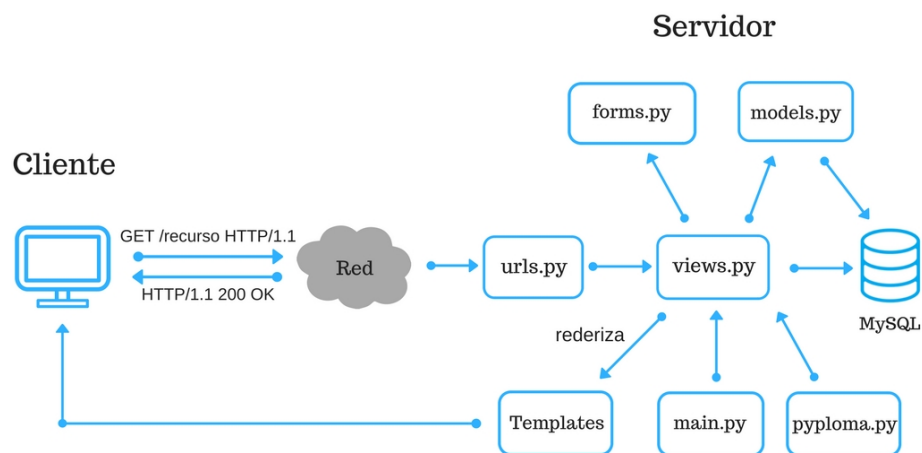 Servidor
forms.py
models.py
Cliente
GET /recurso HTTP/1.1
Red
urls.py
views.py
HTTP/1.1 200 OK
MySQL
rederiza
Templates
main.py
pyploma.py